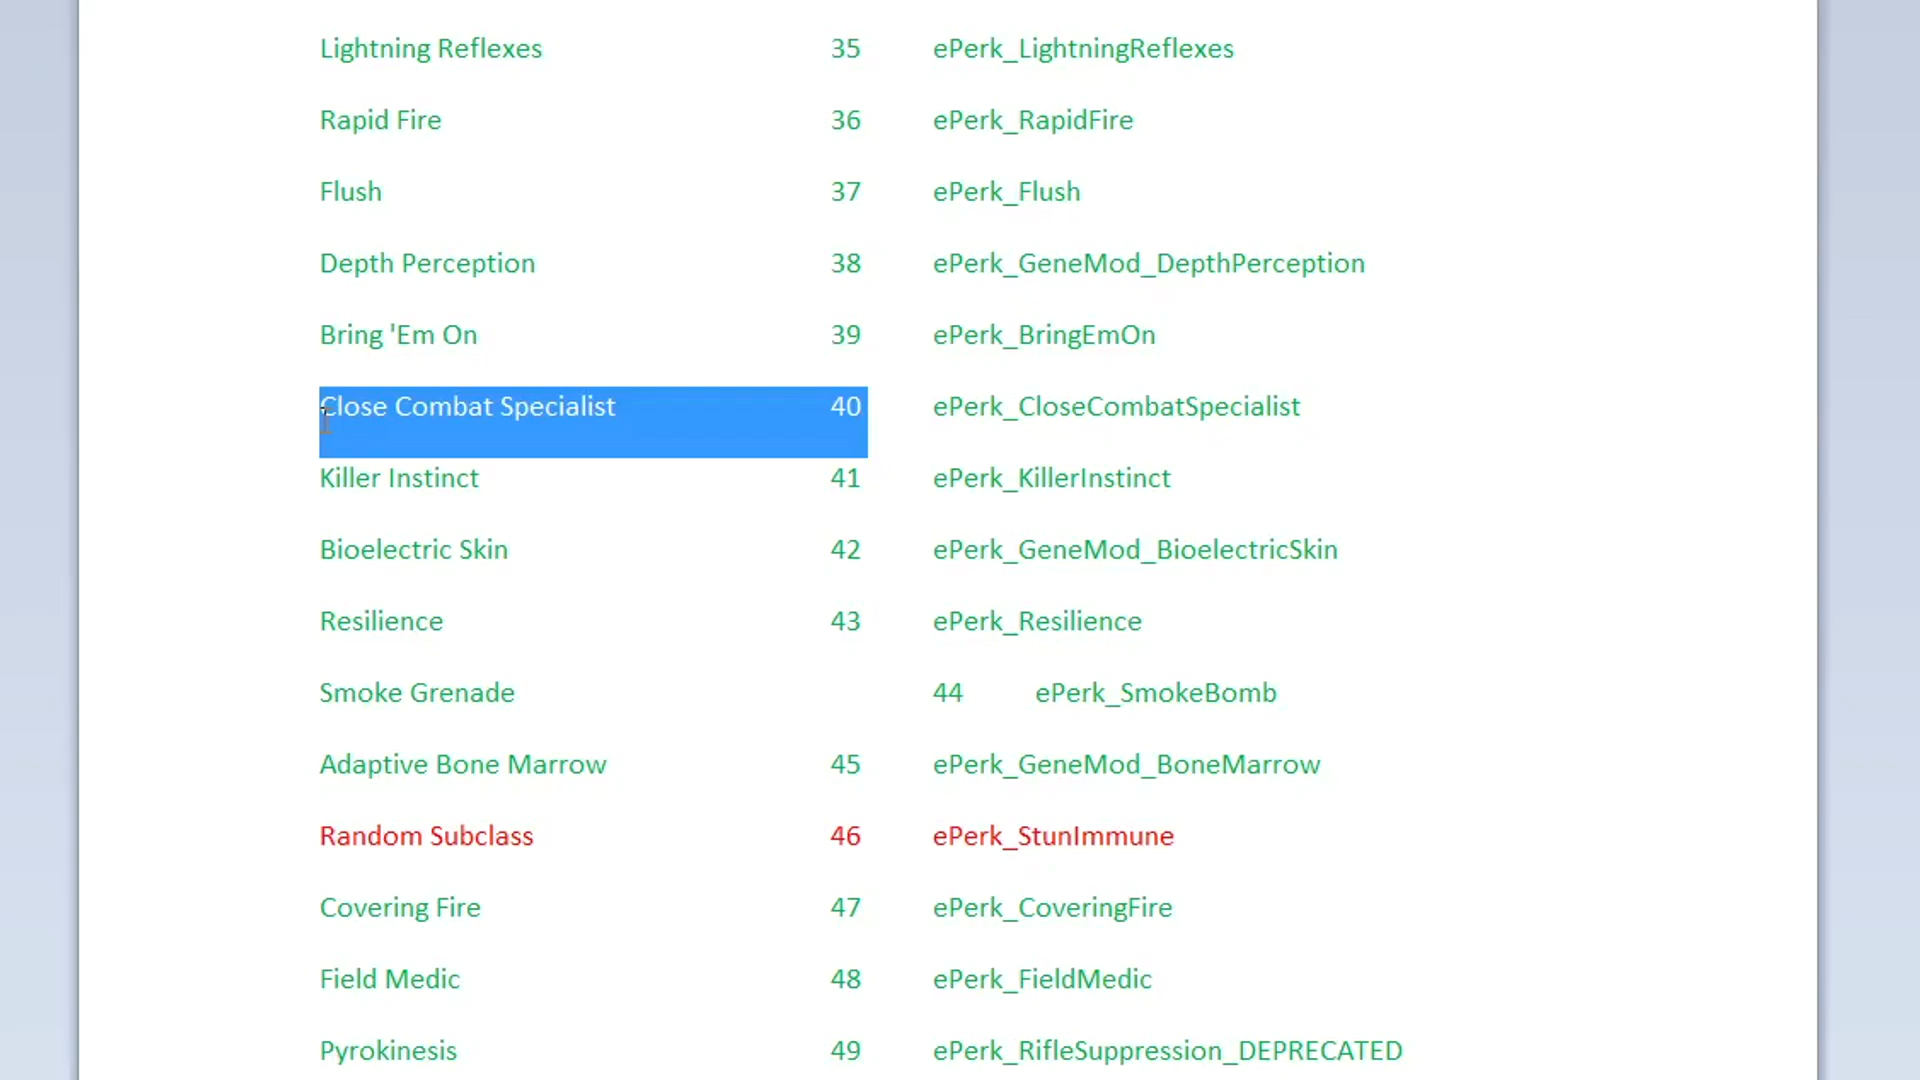 Lightning Reflexes 35 ePerk_LightningReflexes
Rapid Fire 36 ePerk_RapidFire
Flush 37 ePerk_Flush
Depth Perception 38 ePerk_GeneMod_DepthPerception
Bring 'Em On 39 ePerk_BringEmOn
Close Combat Specialist 40 ePerk_CloseCombatSpecialist
Killer Instinct 41 ePerk_KillerInstinct
Bioelectric Skin 42 ePerk_GeneMod_BioelectricSkin
Resilience 43 ePerk_Resilience
Smoke Grenade 44 ePerk_SmokeBomb
Adaptive Bone Marrow 45 ePerk_GeneMod_BoneMarrow
Random Subclass 46 ePerk_StunImmune
Covering Fire 47 ePerk_CoveringFire
Field Medic 48 ePerk_FieldMedic
Pyrokinesis 49 ePerk_RifleSuppression_DEPRECATED